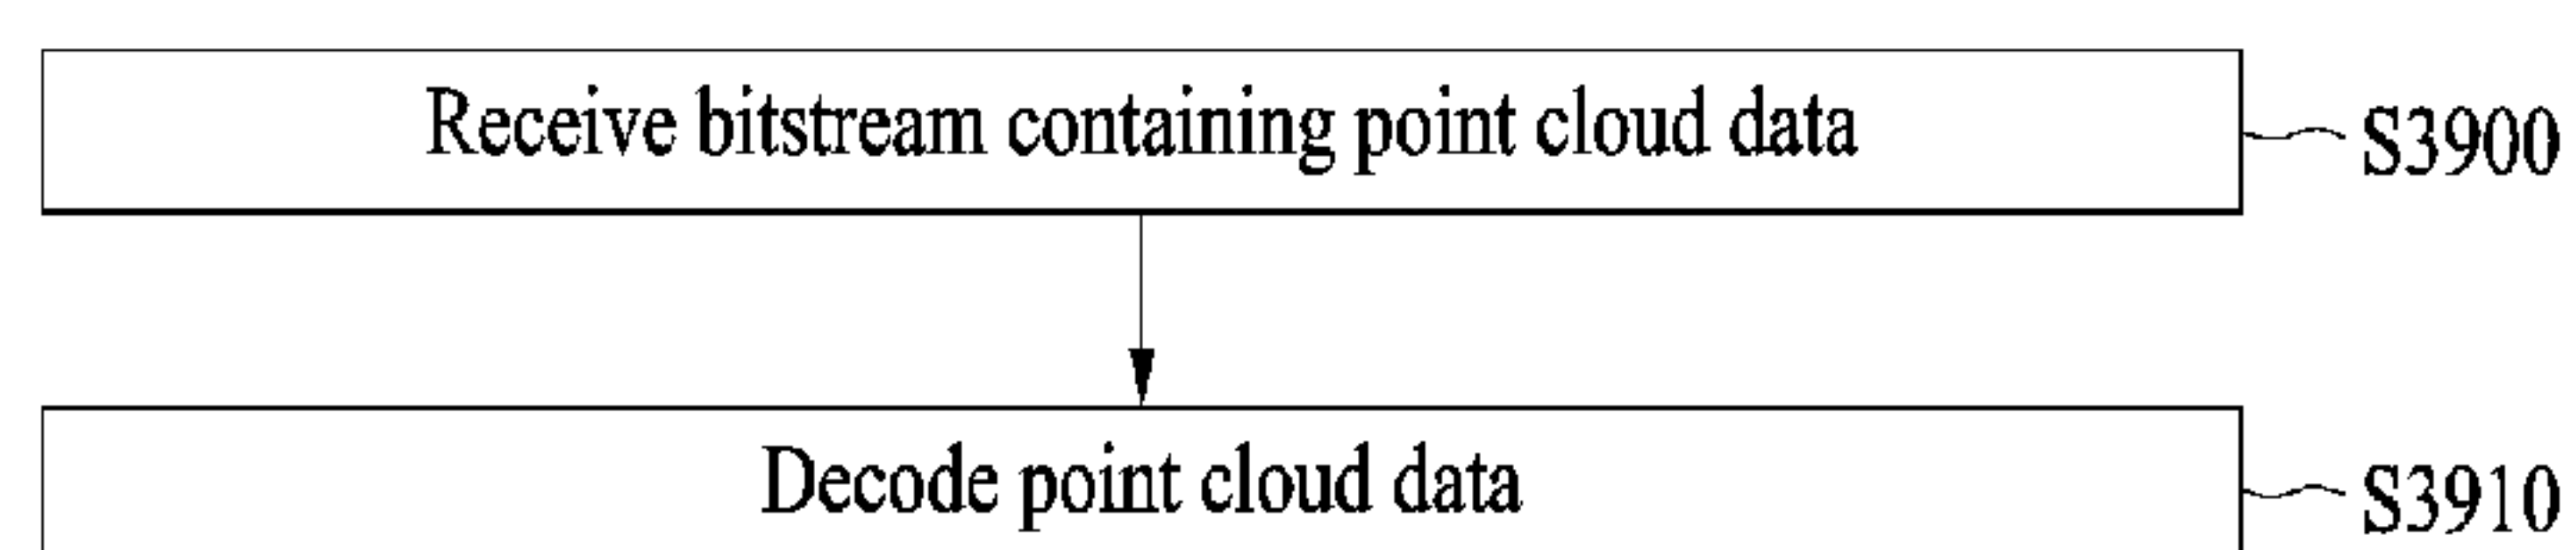 Receive bitstream containing point cloud data
S3900
Decode point cloud data
S3910